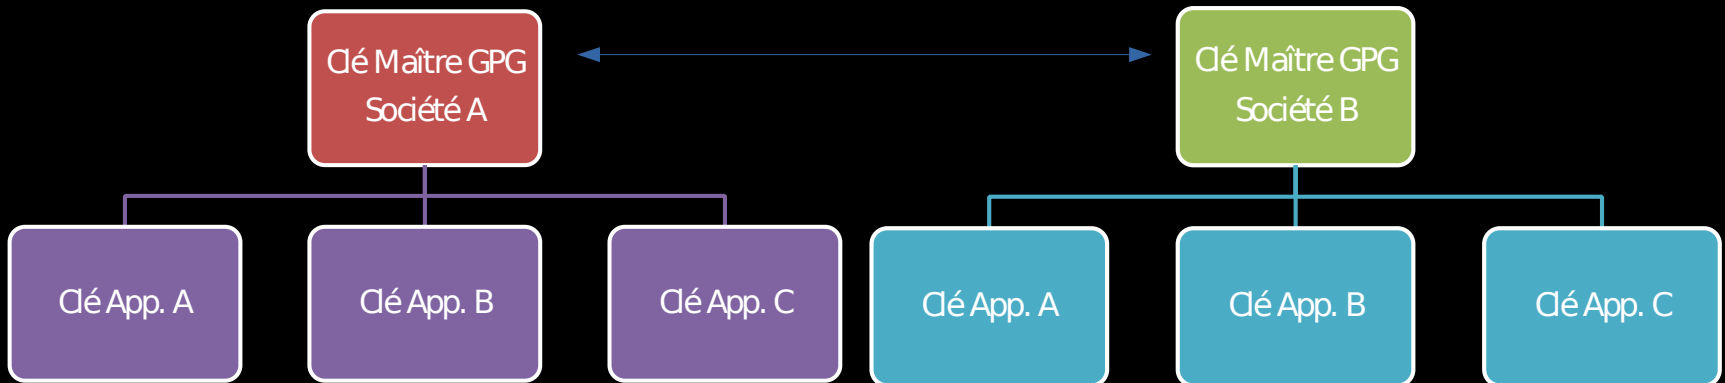 Clé Maître GPG
Société A
Clé Maître GPG
Société B
Clé App. A
Clé App. B
Clé App. C
Clé App. A
Clé App. B
Clé App. C